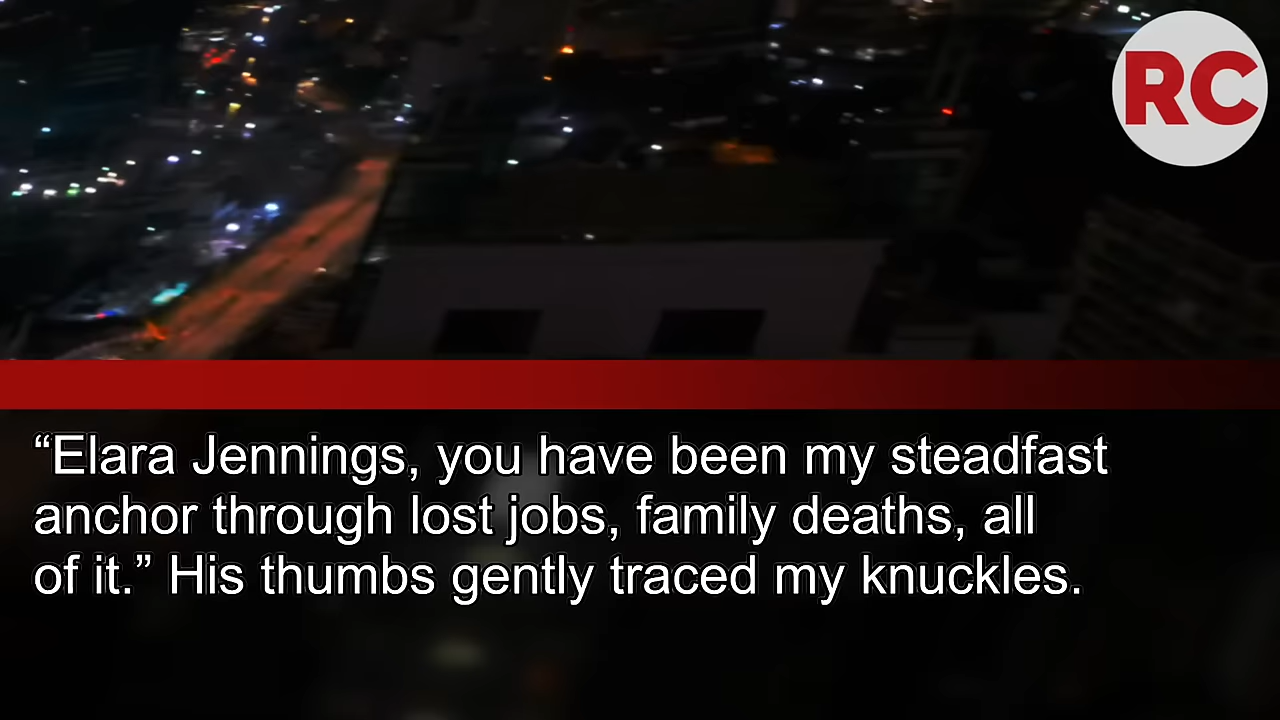 RC
“Elara Jennings, you have been my steadfast
anchor through lost jobs, family deaths, all
of it.” His thumbs gently traced my knuckles.